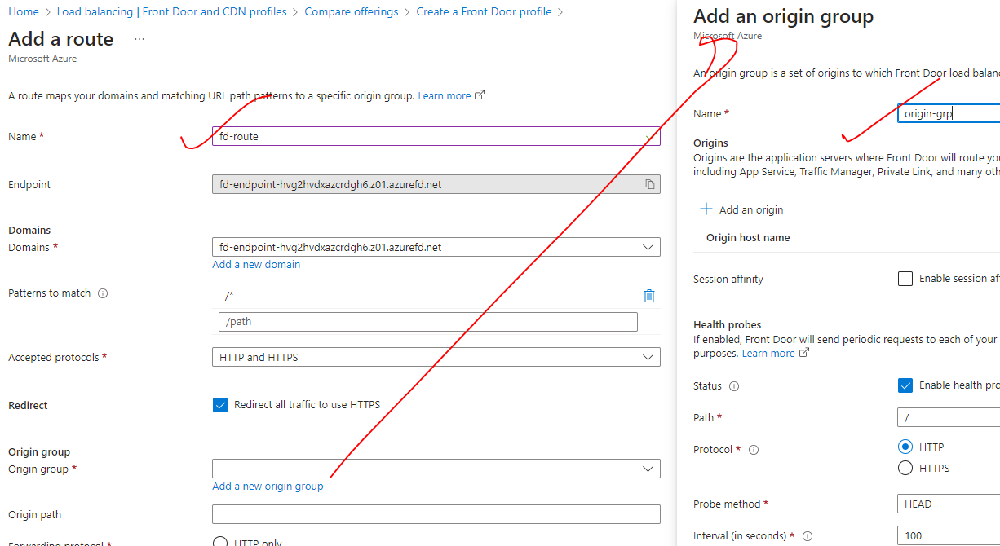 Home > Load balancing | Front Door and CDN profiles > Compare offerings > Create a Front Door profile >
Add a route ...
Microsoft Azure
A route maps your domains and matching URL path patterns to a specific origin group. Learn more
Name *
fd-route
Endpoint
fd-endpoint-hvg2hvdxazcrdgh6.z01.azurefd.net
Domains
Domains *
fd-endpoint-hvg2hvdxazcrdgh6.z01.azurefd.net
Add a new domain
Patterns to match
/*
/path
Accepted protocols *
HTTP and HTTPS
Redirect
Redirect all traffic to use HTTPS
Origin group
Origin group *
Add a new origin group
Origin path
Forwarding protocol *
HTTP only
Add an origin group
Microsoft Azure
An origin group is a set of origins to which Front Door load balanc
Name *
origin-grp
Origins
Origins are the application servers where Front Door will route you
including App Service, Traffic Manager, Private Link, and many oth
+ Add an origin
Origin host name
Session affinity
Enable session af
Health probes
If enabled, Front Door will send periodic requests to each of your
purposes. Learn more
Status
Enable health pro
Path *
/
Protocol *
HTTP
HTTPS
Probe method *
HEAD
Interval (in seconds) *
100